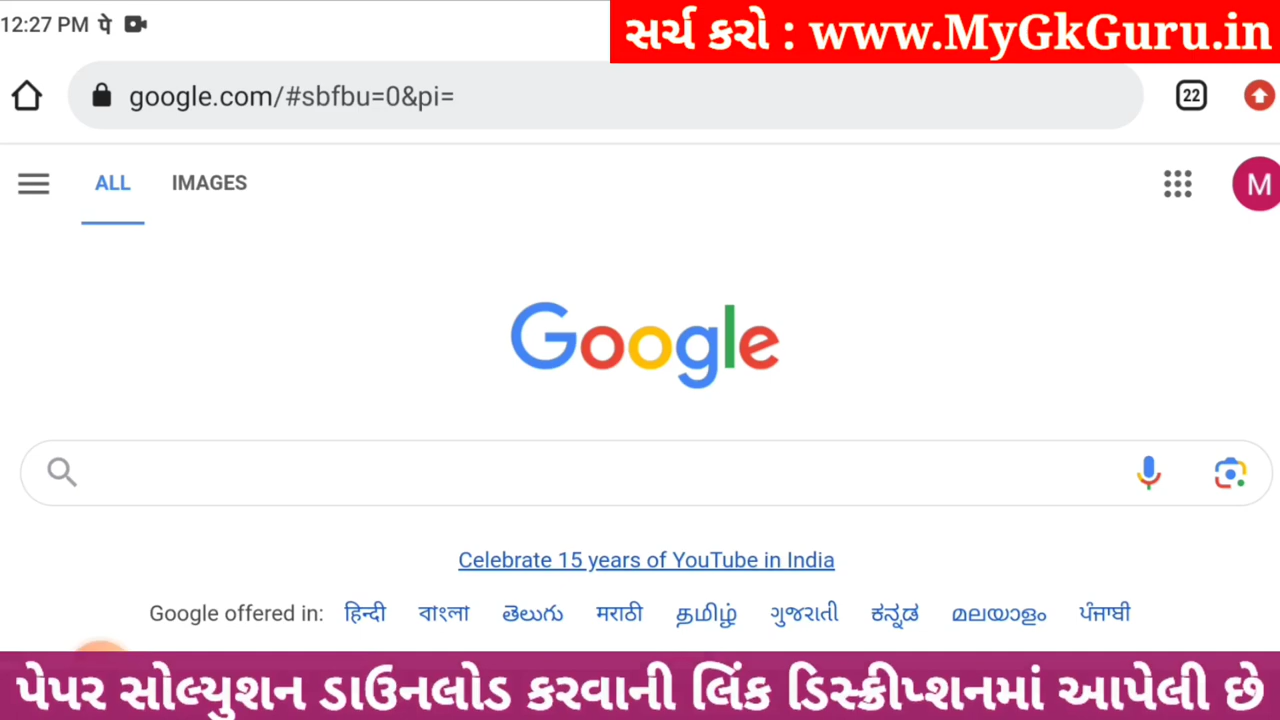 12:27 PM पे
સર્ચ કરો : www.MyGkGuru.in
google.com/#sbfbu=0&pi=
22
ALL IMAGES
M
Google
Celebrate 15 years of YouTube in India
Google offered in: हिन्दी বাংলা తెలుగు मराठी தமிழ் ગુજરાતી ಕನ್ನಡ മലയാളം ਪੰਜਾਬੀ
પેપર સોલ્યુશન ડાઉનલોડ કરવાની લિંક ડિસ્ક્રીપ્શનમાં આપેલી છે